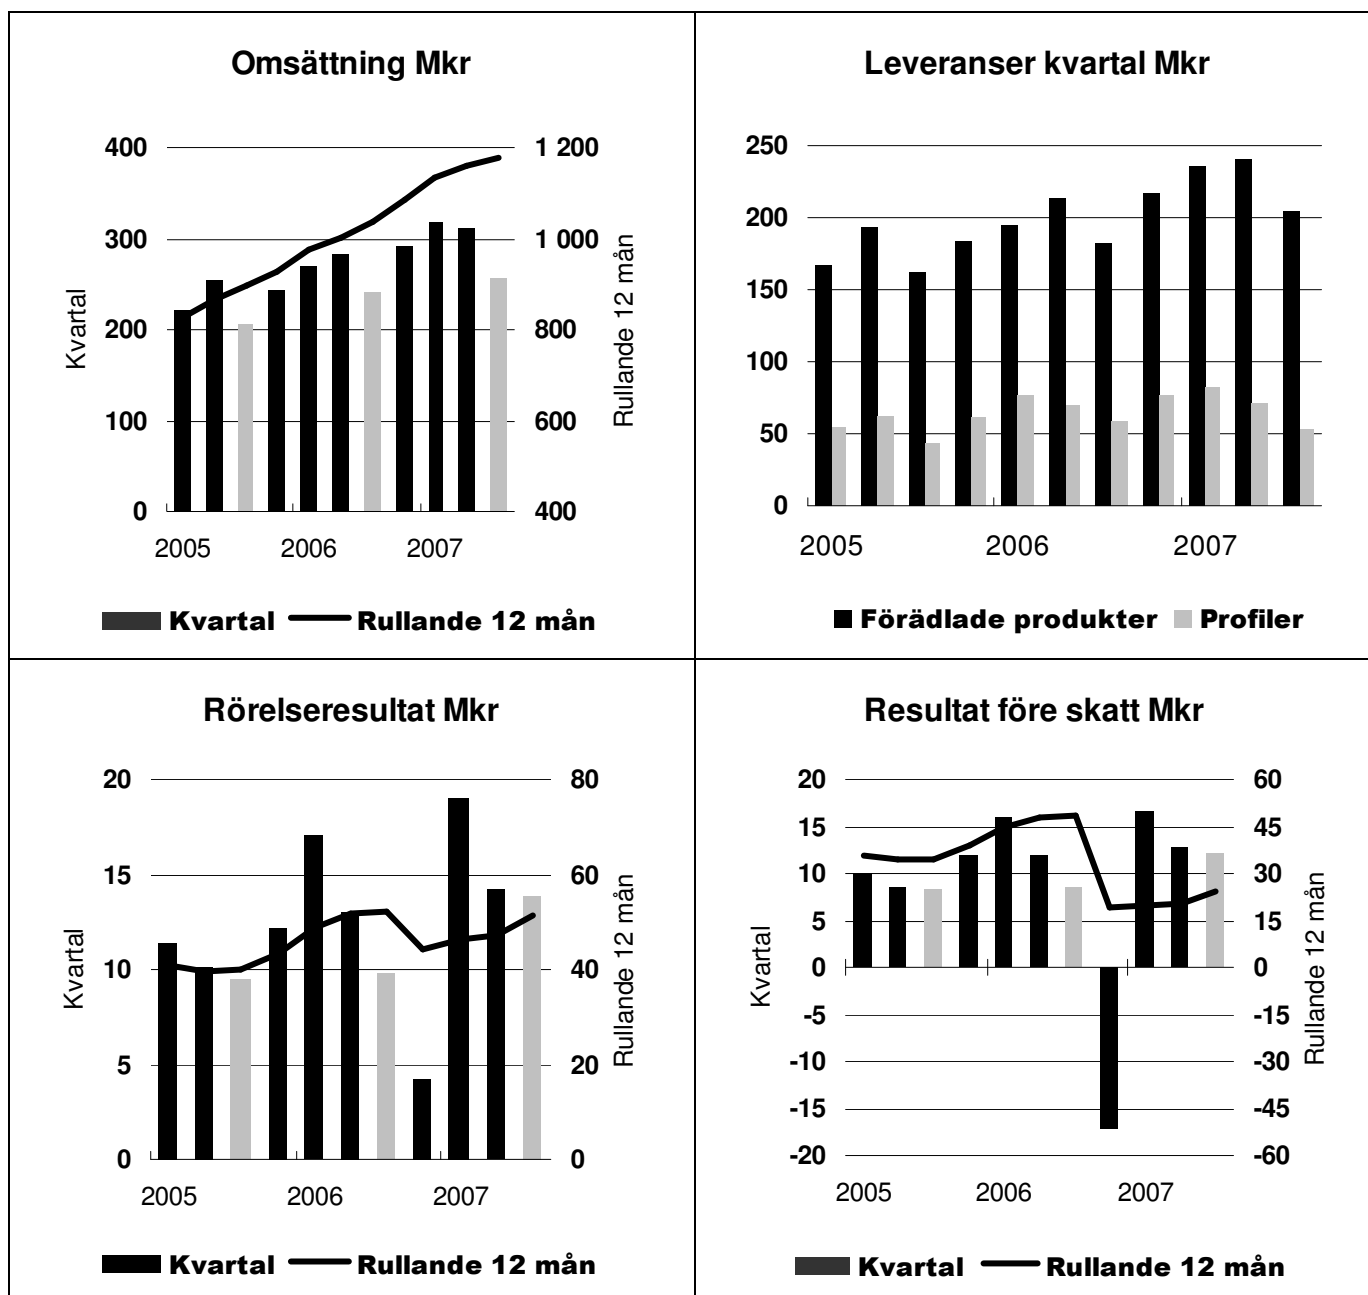 Omsättning Mkr
400
300
200
100
0
1 200
1 000
800
600
400
Kvartal
Rullande 12 mån
2005 2006 2007
Kvartal Rullande 12 mån
Leveranser kvartal Mkr
250
200
150
100
50
0
2005 2006 2007
Förädlade produkter Profiler
Rörelseresultat Mkr
20
15
10
5
0
80
60
40
20
0
Kvartal
Rullande 12 mån
2005 2006 2007
Kvartal Rullande 12 mån
Resultat före skatt Mkr
20
15
10
5
0
-5
-10
-15
-20
60
45
30
15
0
-15
-30
-45
-60
Kvartal
Rullande 12 mån
2005 2006 2007
Kvartal Rullande 12 mån